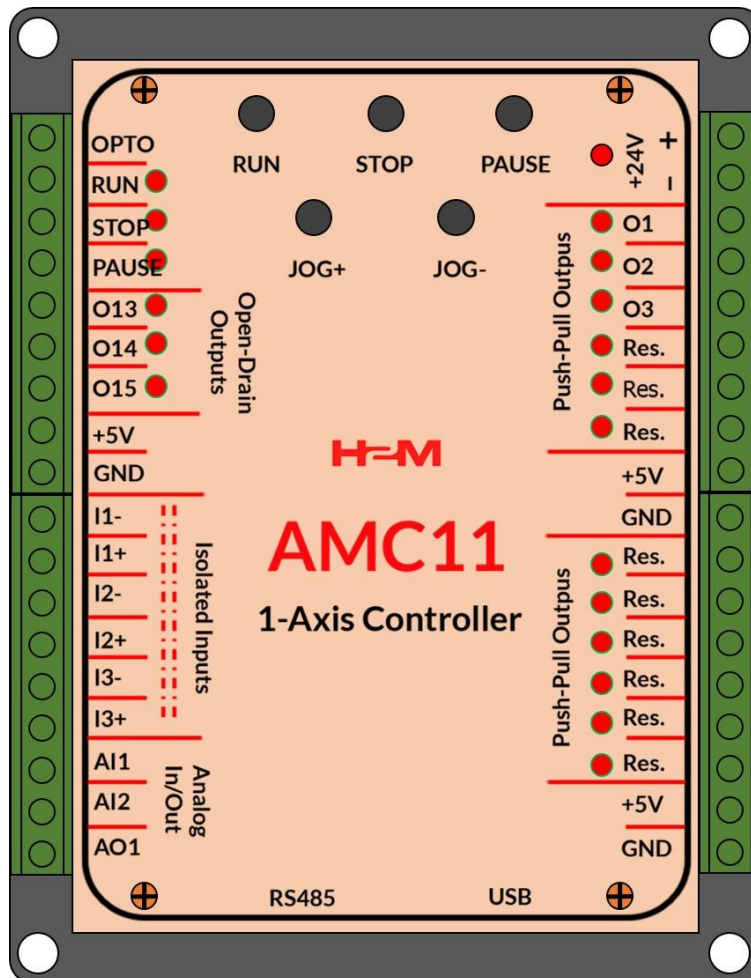 OPTO
RUN
STOP
PAUSE
O13
O14
O15
+5V
GND
I1-
I1+
I2-
I2+
I3-
I3+
AI1
AI2
AO1
Open-Drain
Outputs
Isolated Inputs
Analog
In/Out
RUN
STOP
PAUSE
JOG+
JOG-
H2M
AMC11
1-Axis Controller
RS485
USB
+24V
+
-
O1
O2
O3
Res.
Res.
Res.
+5V
GND
Res.
Res.
Res.
Res.
Res.
Res.
+5V
GND
Push-Pull Outpus
Push-Pull Outpus